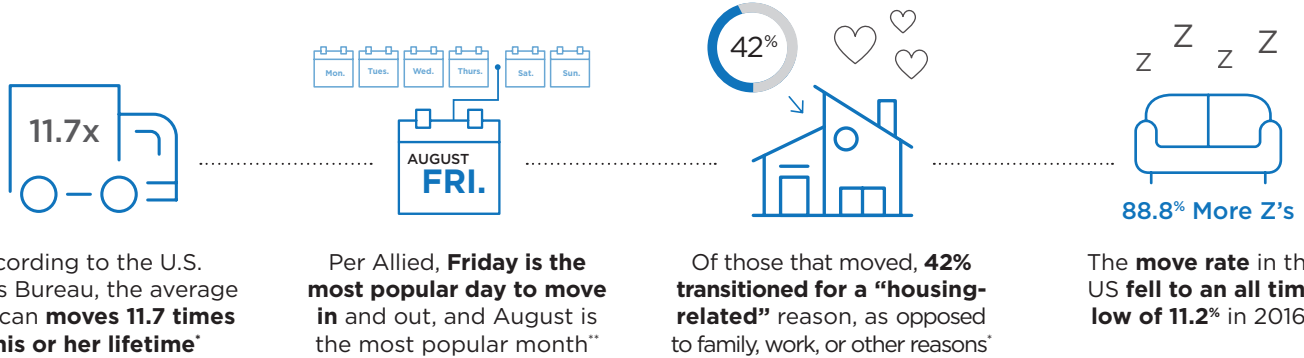 11.7x
cording to the U.S.
s Bureau, the average
can moves 11.7 times
his or her lifetime*
Mon. Tues. Wed. Thurs. Sat. Sun.
AUGUST
FRI.
Per Allied, Friday is the
most popular day to move
in and out, and August is
the most popular month**
42%
Of those that moved, 42%
transitioned for a “housing-
related” reason, as opposed
to family, work, or other reasons*
Z Z Z Z
88.8% More Z’s
The move rate in th
US fell to an all tim
low of 11.2% in 2016